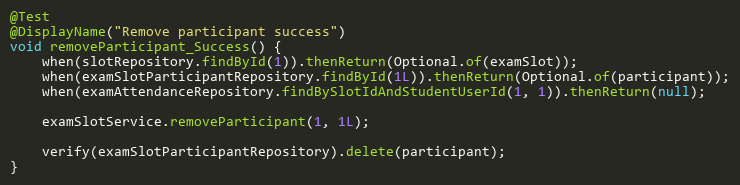 @Test
@DisplayName("Remove participant success")
void removeParticipant_Success() {
    when(slotRepository.findById(1)).thenReturn(Optional.of(examSlot));
    when(examSlotParticipantRepository.findById(1L)).thenReturn(Optional.of(participant));
    when(examAttendanceRepository.findBySlotIdAndStudentUserId(1, 1)).thenReturn(null);

    examSlotService.removeParticipant(1, 1L);

    verify(examSlotParticipantRepository).delete(participant);
}